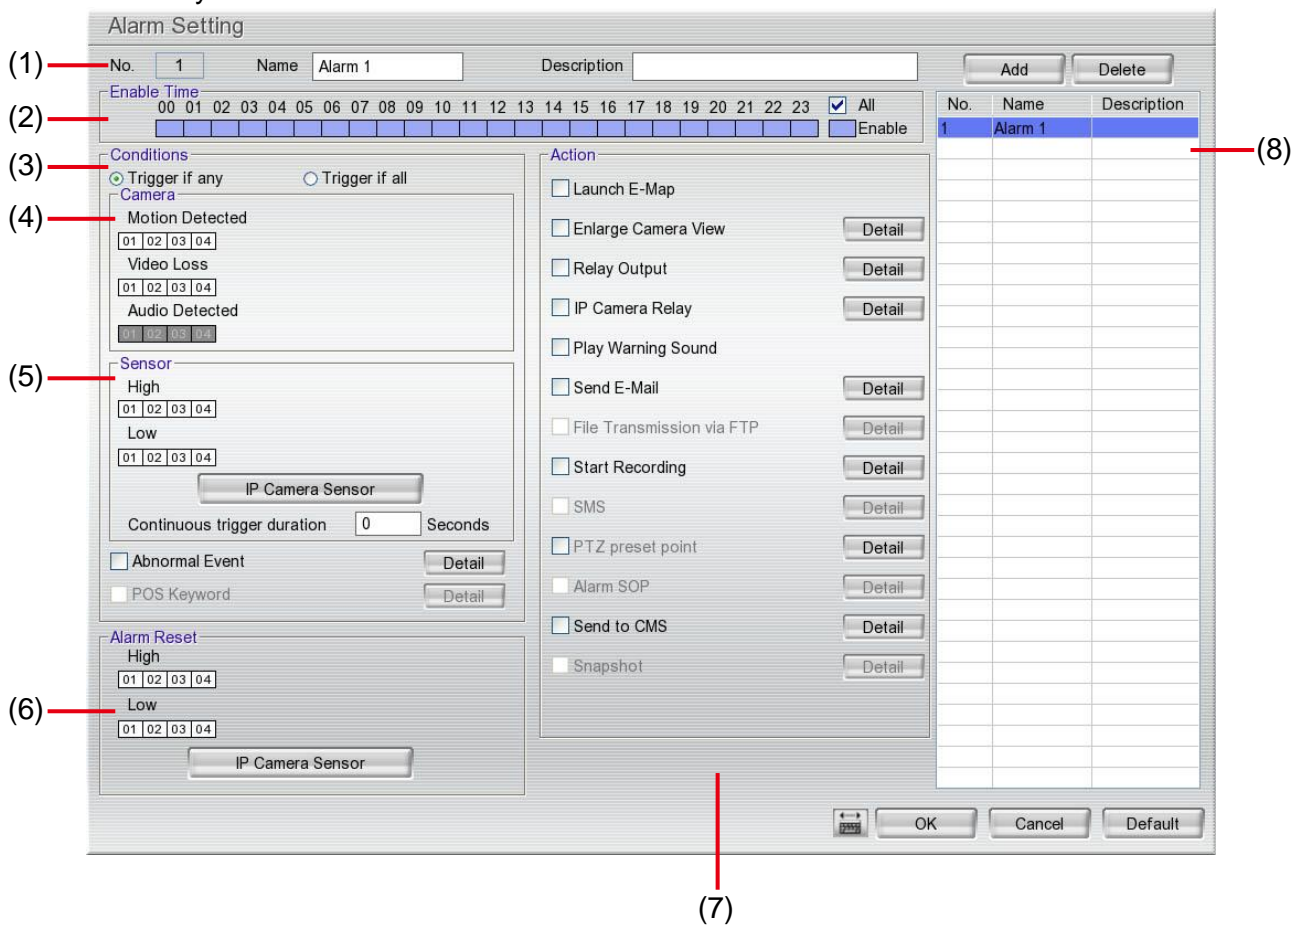 Alarm Setting
(1)
No. 1 Name Alarm 1 Description Add Delete
(2)
Enable Time
00 01 02 03 04 05 06 07 08 09 10 11 12 13 14 15 16 17 18 19 20 21 22 23 All
Enable
(3)
Conditions
Trigger if any Trigger if all
(4)
Camera
Motion Detected
01 02 03 04
Video Loss
01 02 03 04
Audio Detected
01 02 03 04
(5)
Sensor
High
01 02 03 04
Low
01 02 03 04
IP Camera Sensor
Continuous trigger duration 0 Seconds
Abnormal Event Detail
POS Keyword Detail
(6)
Alarm Reset
High
01 02 03 04
Low
01 02 03 04
IP Camera Sensor
Action
Launch E-Map
Enlarge Camera View Detail
Relay Output Detail
IP Camera Relay Detail
Play Warning Sound
Send E-Mail Detail
File Transmission via FTP Detail
Start Recording Detail
SMS Detail
PTZ preset point Detail
Alarm SOP Detail
Send to CMS Detail
Snapshot Detail
(7)
No. Name Description
1 Alarm 1
(8)
OK Cancel Default